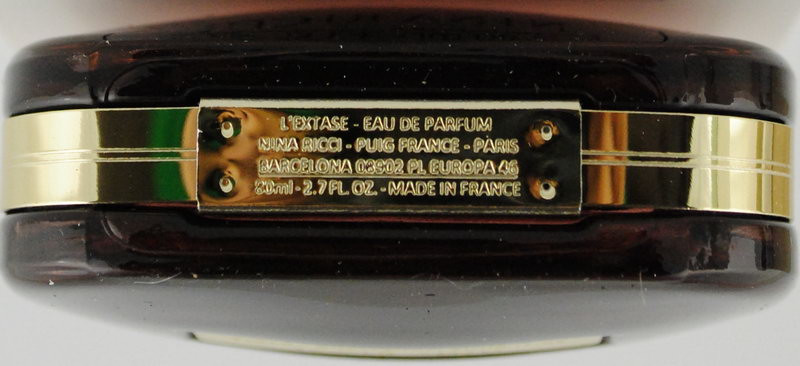 L'EXTASE - EAU DE PARFUM
NINA RICCI - PUIG FRANCE - PARIS
BARCELONA 08902 PL EUROPA 46
80ml - 2.7 FL. OZ. - MADE IN FRANCE